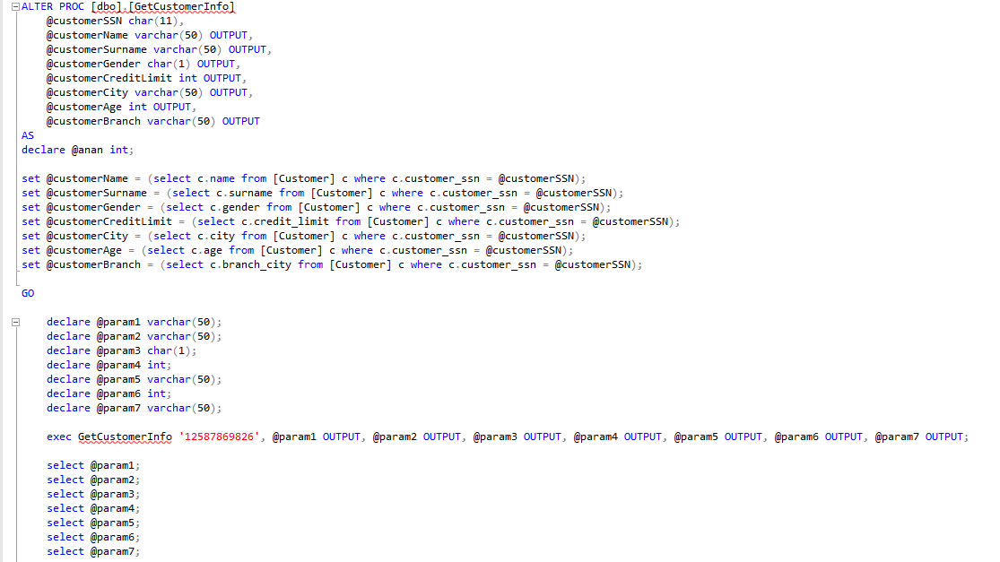 ALTER PROC [dbo].[GetCustomerInfo]
@customerSSN char(11),
@customerName varchar(50) OUTPUT,
@customerSurname varchar(50) OUTPUT,
@customerGender char(1) OUTPUT,
@customerCreditLimit int OUTPUT,
@customerCity varchar(50) OUTPUT,
@customerAge int OUTPUT,
@customerBranch varchar(50) OUTPUT
AS
declare @anan int;
set @customerName = (select c.name from [Customer] c where c.customer_ssn = @customerSSN);
set @customerSurname = (select c.surname from [Customer] c where c.customer_ssn = @customerSSN);
set @customerGender = (select c.gender from [Customer] c where c.customer_ssn = @customerSSN);
set @customerCreditLimit = (select c.credit_limit from [Customer] c where c.customer_ssn = @customerSSN);
set @customerCity = (select c.city from [Customer] c where c.customer_ssn = @customerSSN);
set @customerAge = (select c.age from [Customer] c where c.customer_ssn = @customerSSN);
set @customerBranch = (select c.branch_city from [Customer] c where c.customer_ssn = @customerSSN);
GO
declare @param1 varchar(50);
declare @param2 varchar(50);
declare @param3 char(1);
declare @param4 int;
declare @param5 varchar(50);
declare @param6 int;
declare @param7 varchar(50);
exec GetCustomerInfo '12587869826', @param1 OUTPUT, @param2 OUTPUT, @param3 OUTPUT, @param4 OUTPUT, @param5 OUTPUT, @param6 OUTPUT, @param7 OUTPUT;
select @param1;
select @param2;
select @param3;
select @param4;
select @param5;
select @param6;
select @param7;